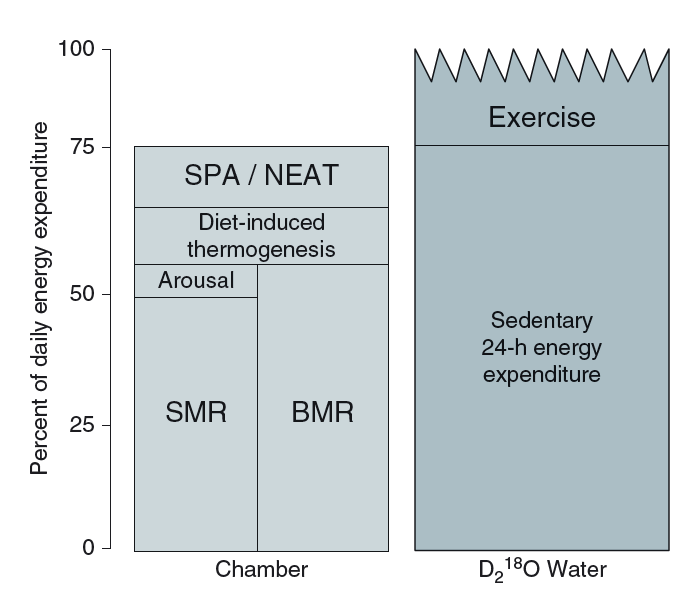 Percent of daily energy expenditure
100
75
50
25
0
SPA / NEAT
Diet-induced
thermogenesis
Arousal
SMR
BMR
Chamber
Exercise
Sedentary
24-h energy
expenditure
D₂¹⁸O Water